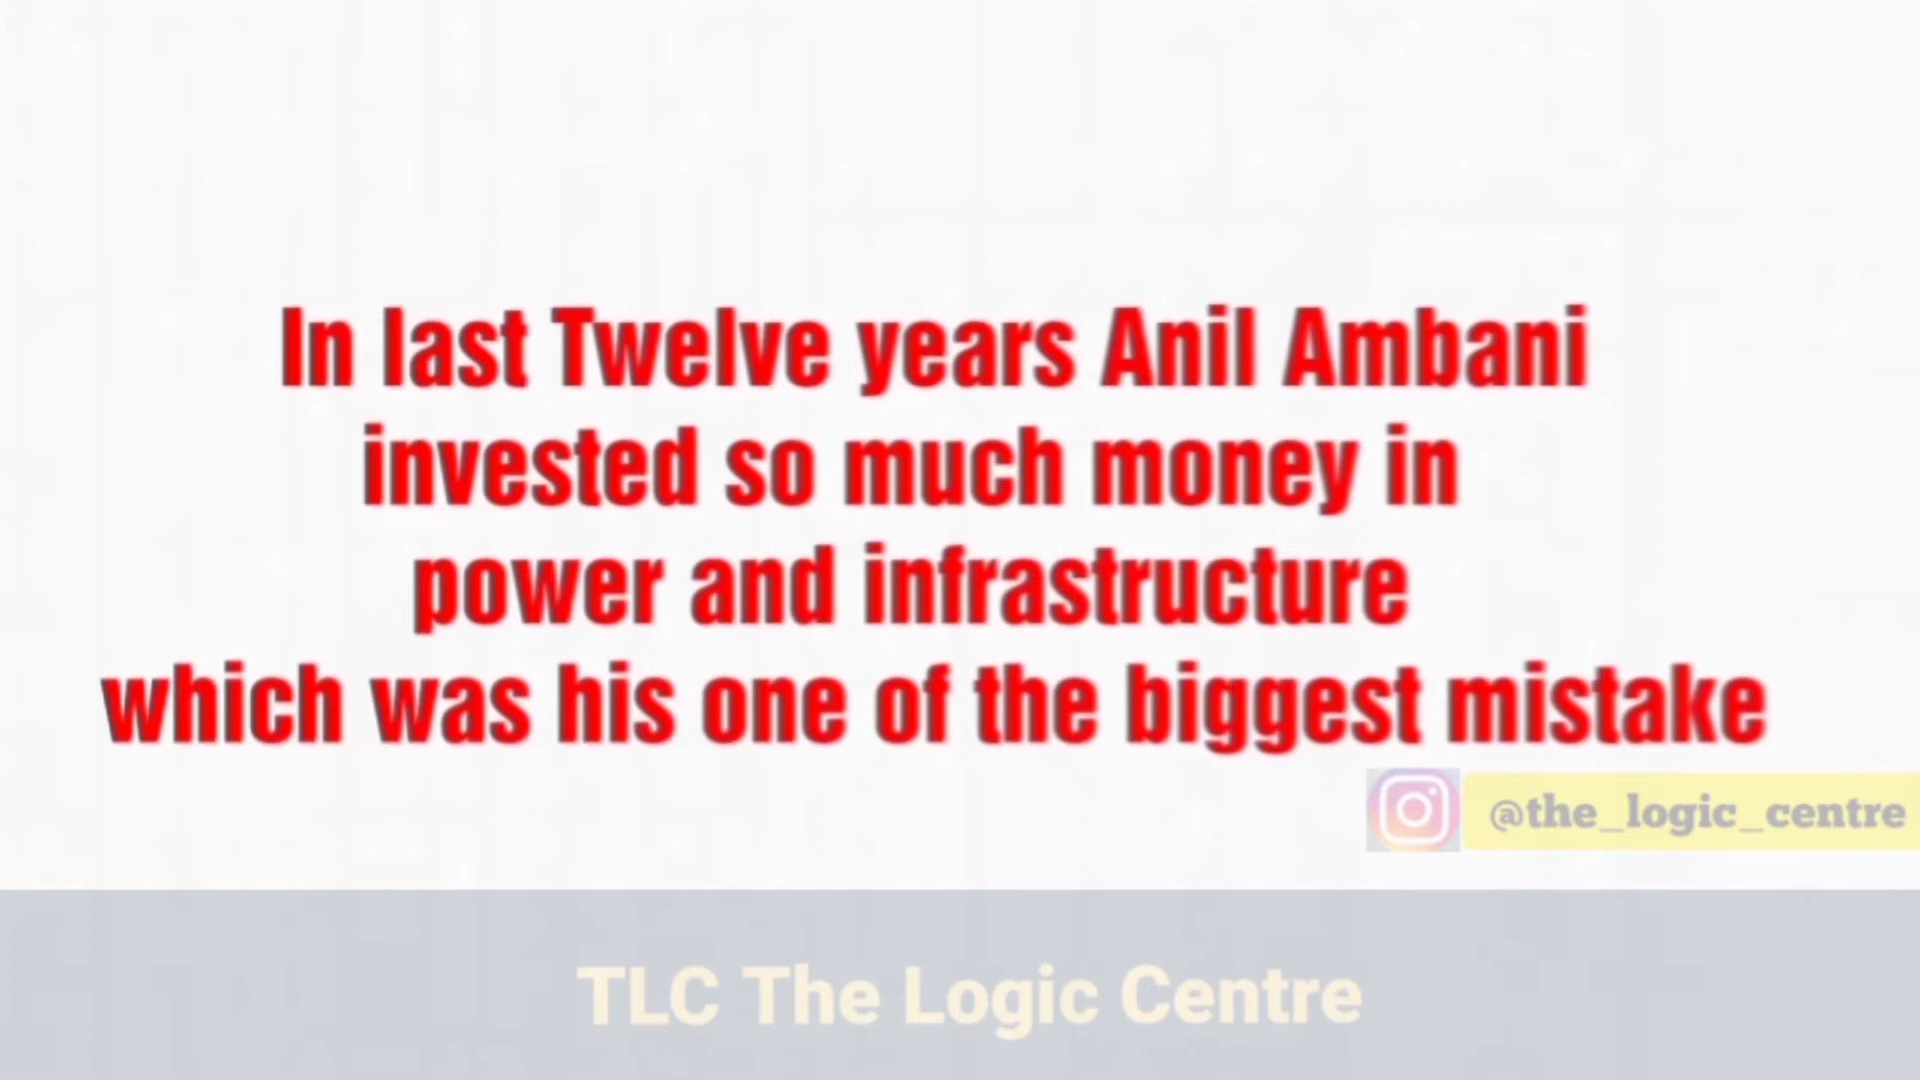 In last Twelve years Anil Ambani
invested so much money in
power and infrastructure
which was his one of the biggest mistake
@the_logic_centre
TLC The Logic Centre